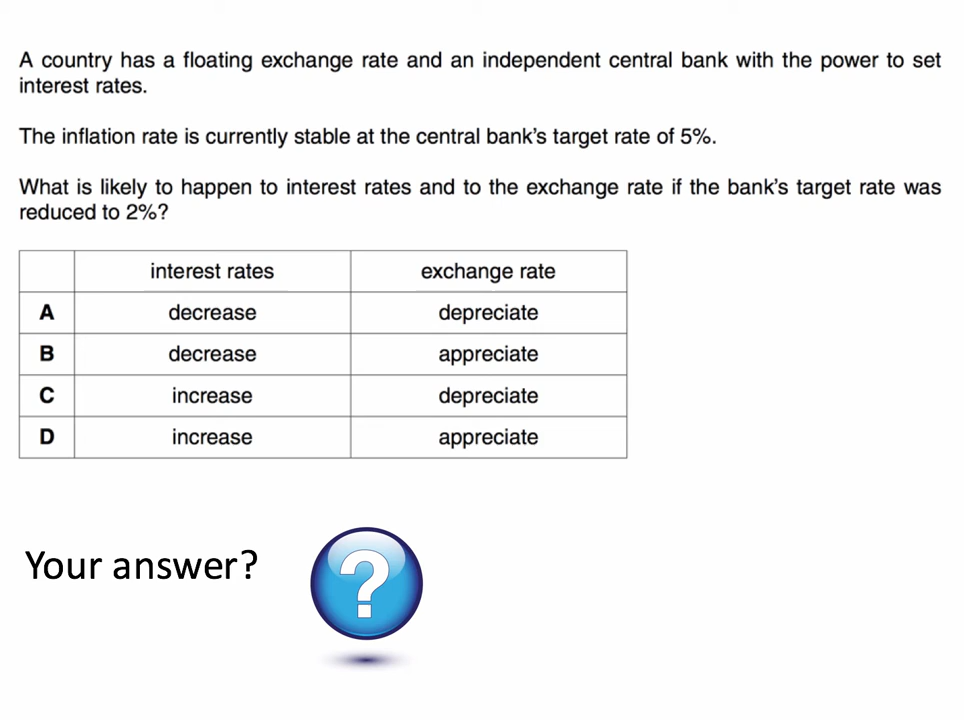 A country has a floating exchange rate and an independent central bank with the power to set
interest rates.
The inflation rate is currently stable at the central bank's target rate of 5%.
What is likely to happen to interest rates and to the exchange rate if the bank's target rate was
reduced to 2%?
interest rates exchange rate
A decrease depreciate
B decrease appreciate
C increase depreciate
D increase appreciate
Your answer? ?